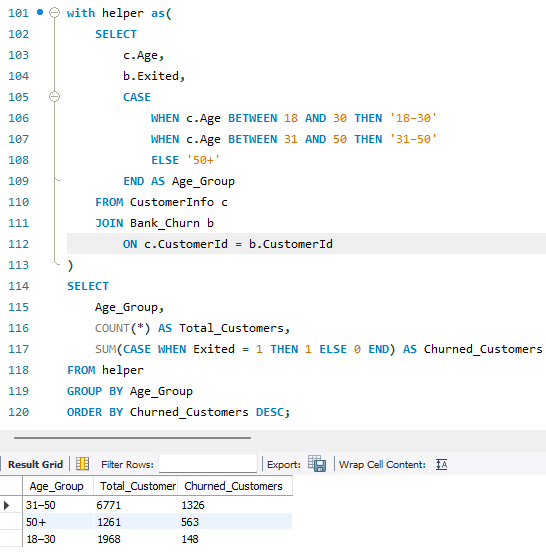 101 with helper as(
102 SELECT
103 c.Age,
104 b.Exited,
105 CASE
106 WHEN c.Age BETWEEN 18 AND 30 THEN '18–30'
107 WHEN c.Age BETWEEN 31 AND 50 THEN '31–50'
108 ELSE '50+'
109 END AS Age_Group
110 FROM CustomerInfo c
111 JOIN Bank_Churn b
112 ON c.CustomerId = b.CustomerId
113 )
114 SELECT
115 Age_Group,
116 COUNT(*) AS Total_Customers,
117 SUM(CASE WHEN Exited = 1 THEN 1 ELSE 0 END) AS Churned_Customers
118 FROM helper
119 GROUP BY Age_Group
120 ORDER BY Churned_Customers DESC;
Result Grid Filter Rows: Export: Wrap Cell Content: IA
Age_Group Total_Customer Churned_Customers
31–50 6771 1326
50+ 1261 563
18–30 1968 148